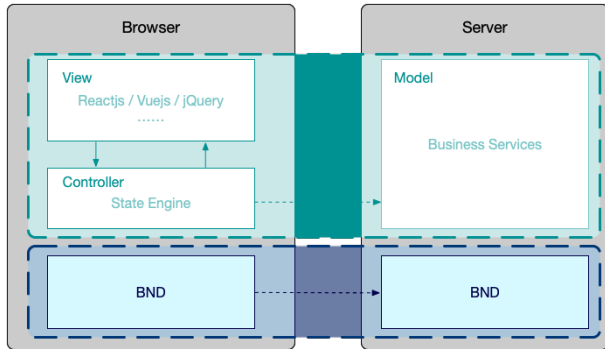 Browser
Server
View
Reactjs / Vuejs / jQuery
......
Model
Business Services
Controller
State Engine
BND
BND